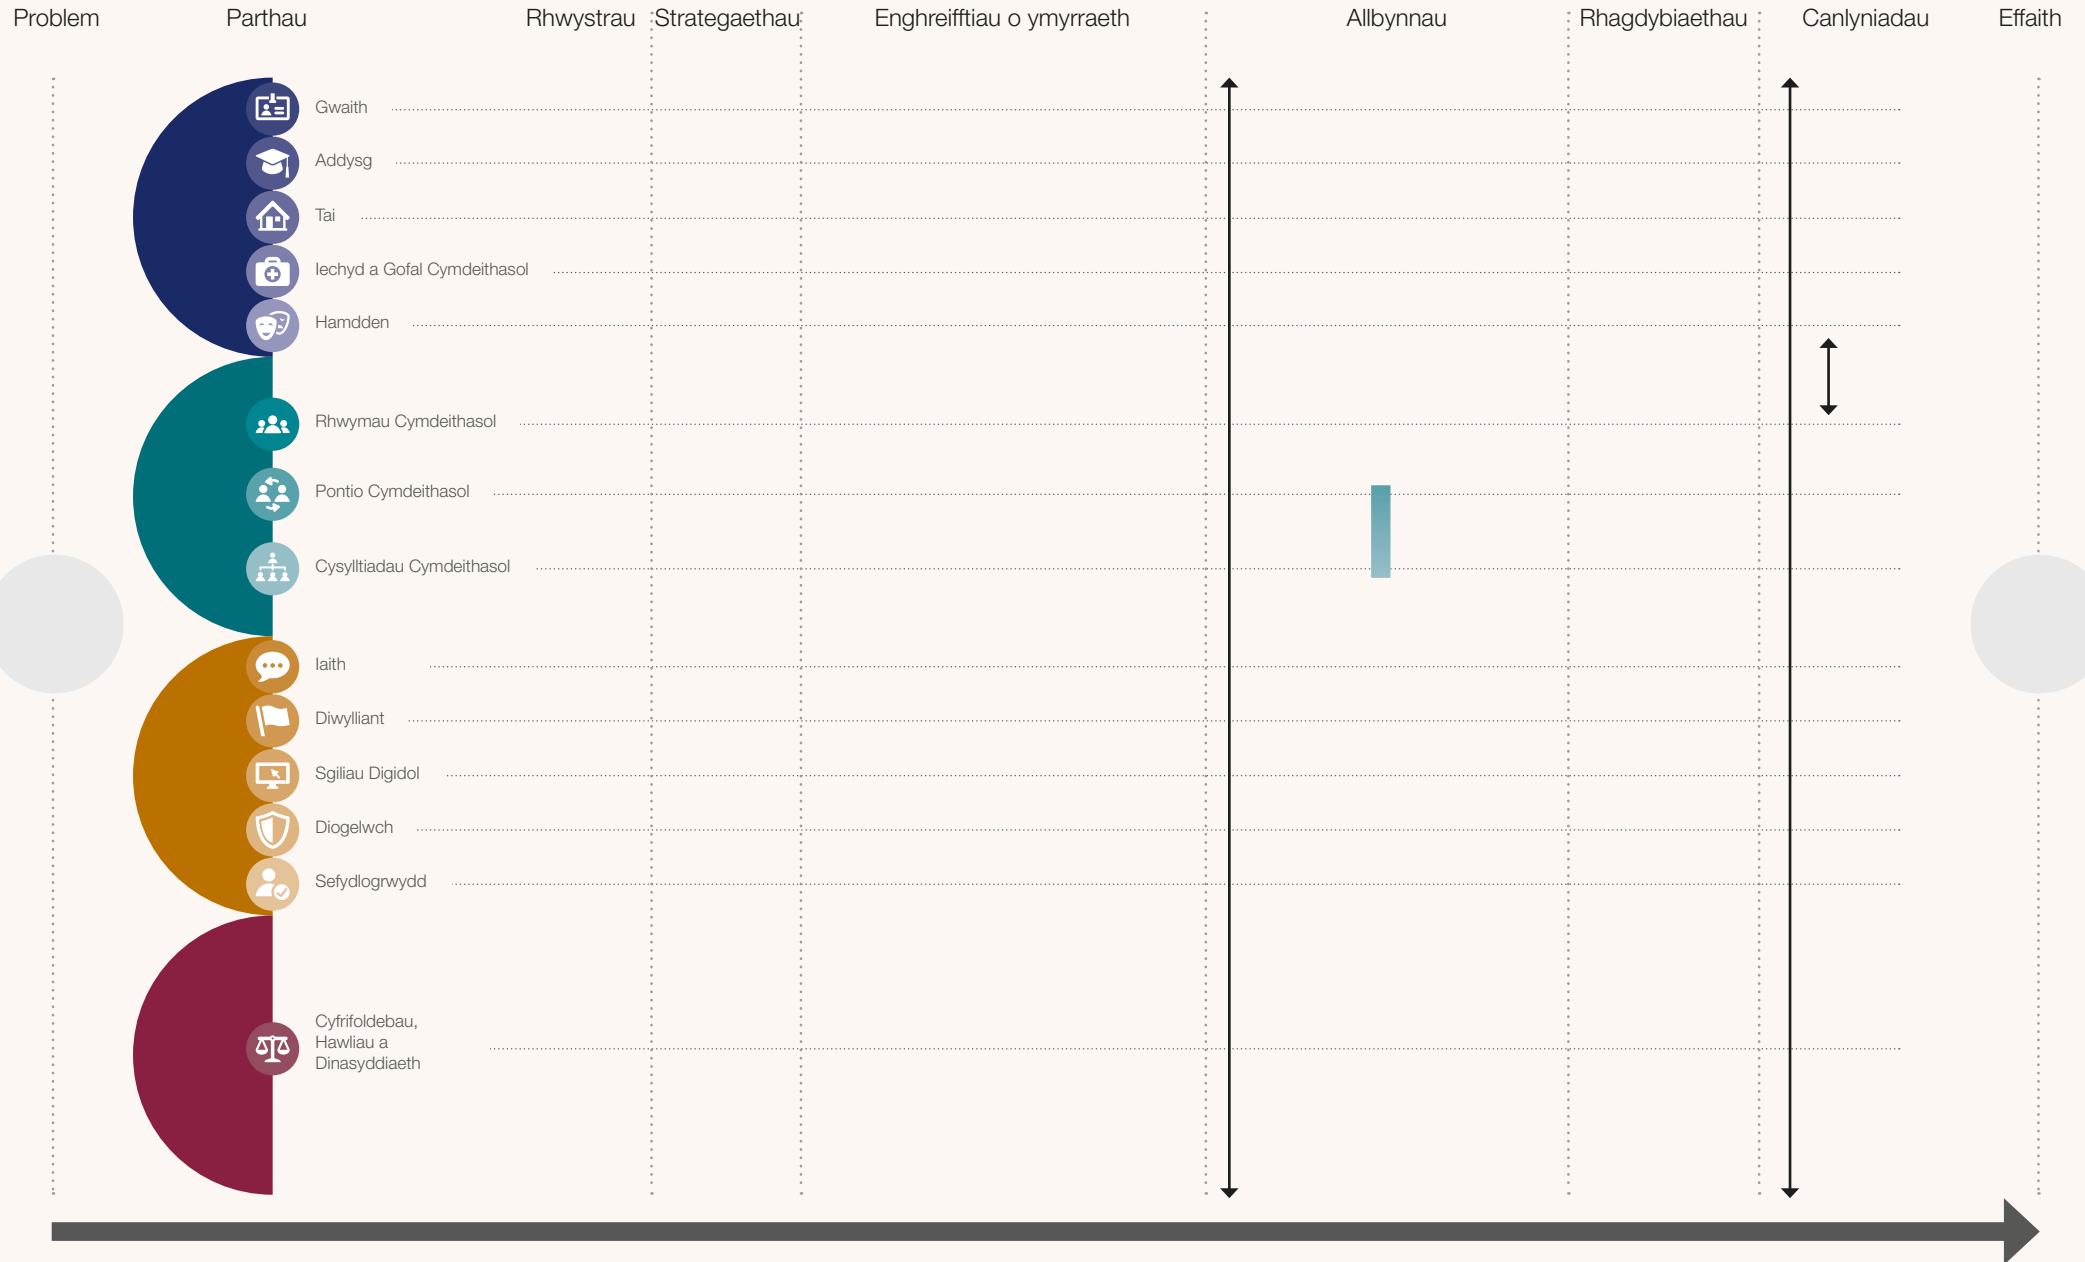 Problem Parthau Rhwystrau Strategaethau Enghreifftiau o ymyrraeth Allbynnau Rhagdybiaethau Canlyniadau Effaith
Gwaith
Addysg
Tai
Iechyd a Gofal Cymdeithasol
Hamdden
Rhwymau Cymdeithasol
Pontio Cymdeithasol
Cysylltiadau Cymdeithasol
Iaith
Diwylliant
Sgiliau Digidol
Diogelwch
Sefydlogrwydd
Cyfrifoldebau,
Hawliau a
Dinasyddiaeth